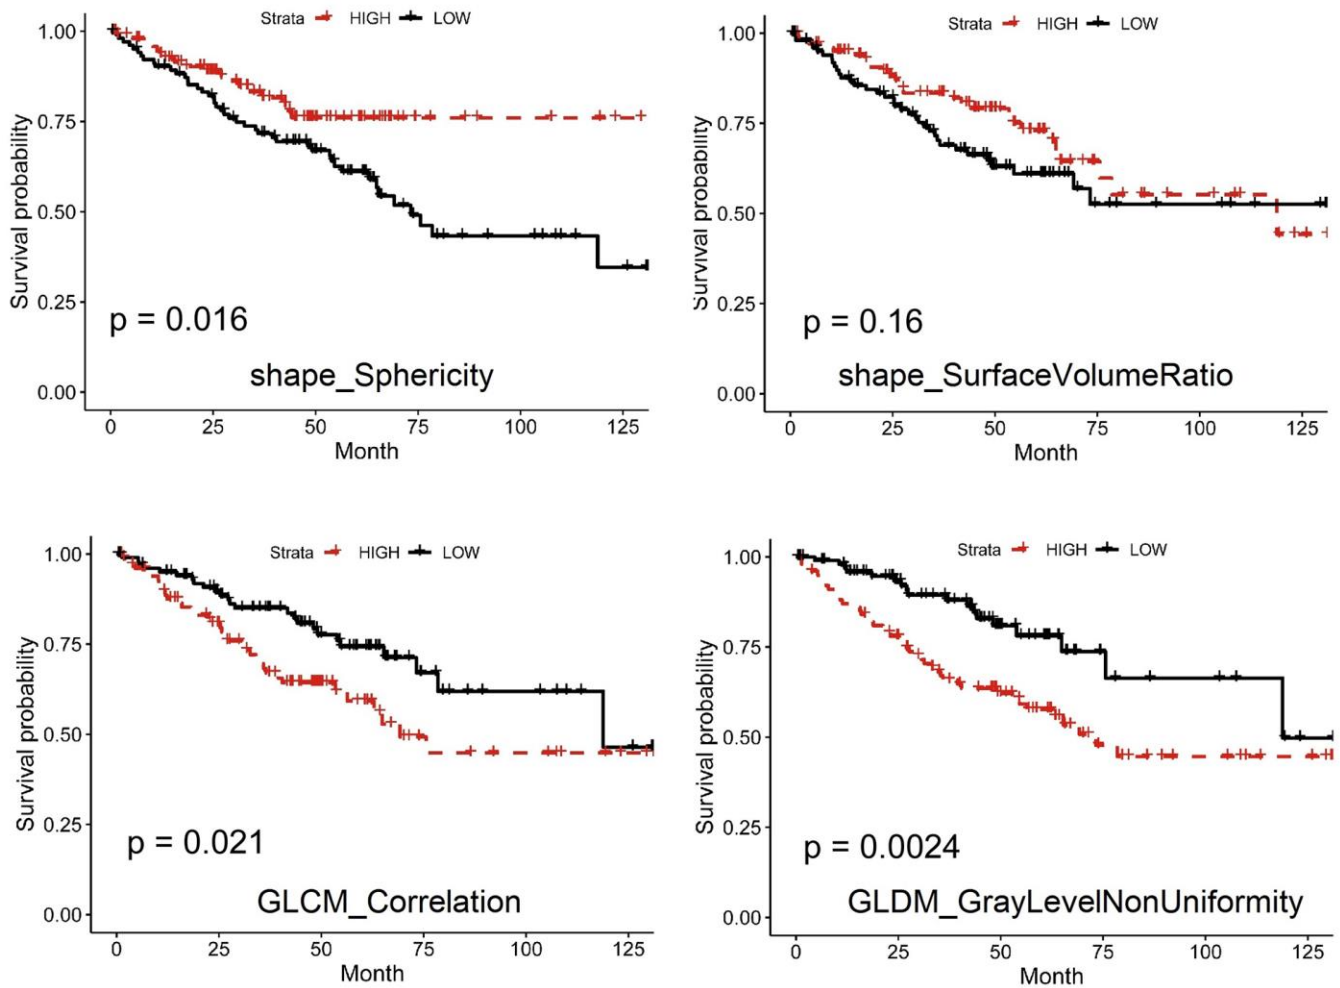 Strata HIGH LOW
Survival probability
1.00
0.75
0.50
0.25
0.00
p = 0.016
shape_Sphericity
0 25 50 75 100 125
Month
Strata HIGH LOW
Survival probability
1.00
0.75
0.50
0.25
0.00
p = 0.16
shape_SurfaceVolumeRatio
0 25 50 75 100 125
Month
Strata HIGH LOW
Survival probability
1.00
0.75
0.50
0.25
0.00
p = 0.021
GLCM_Correlation
0 25 50 75 100 125
Month
Strata HIGH LOW
Survival probability
1.00
0.75
0.50
0.25
0.00
p = 0.0024
GLDM_GrayLevelNonUniformity
0 25 50 75 100 125
Month